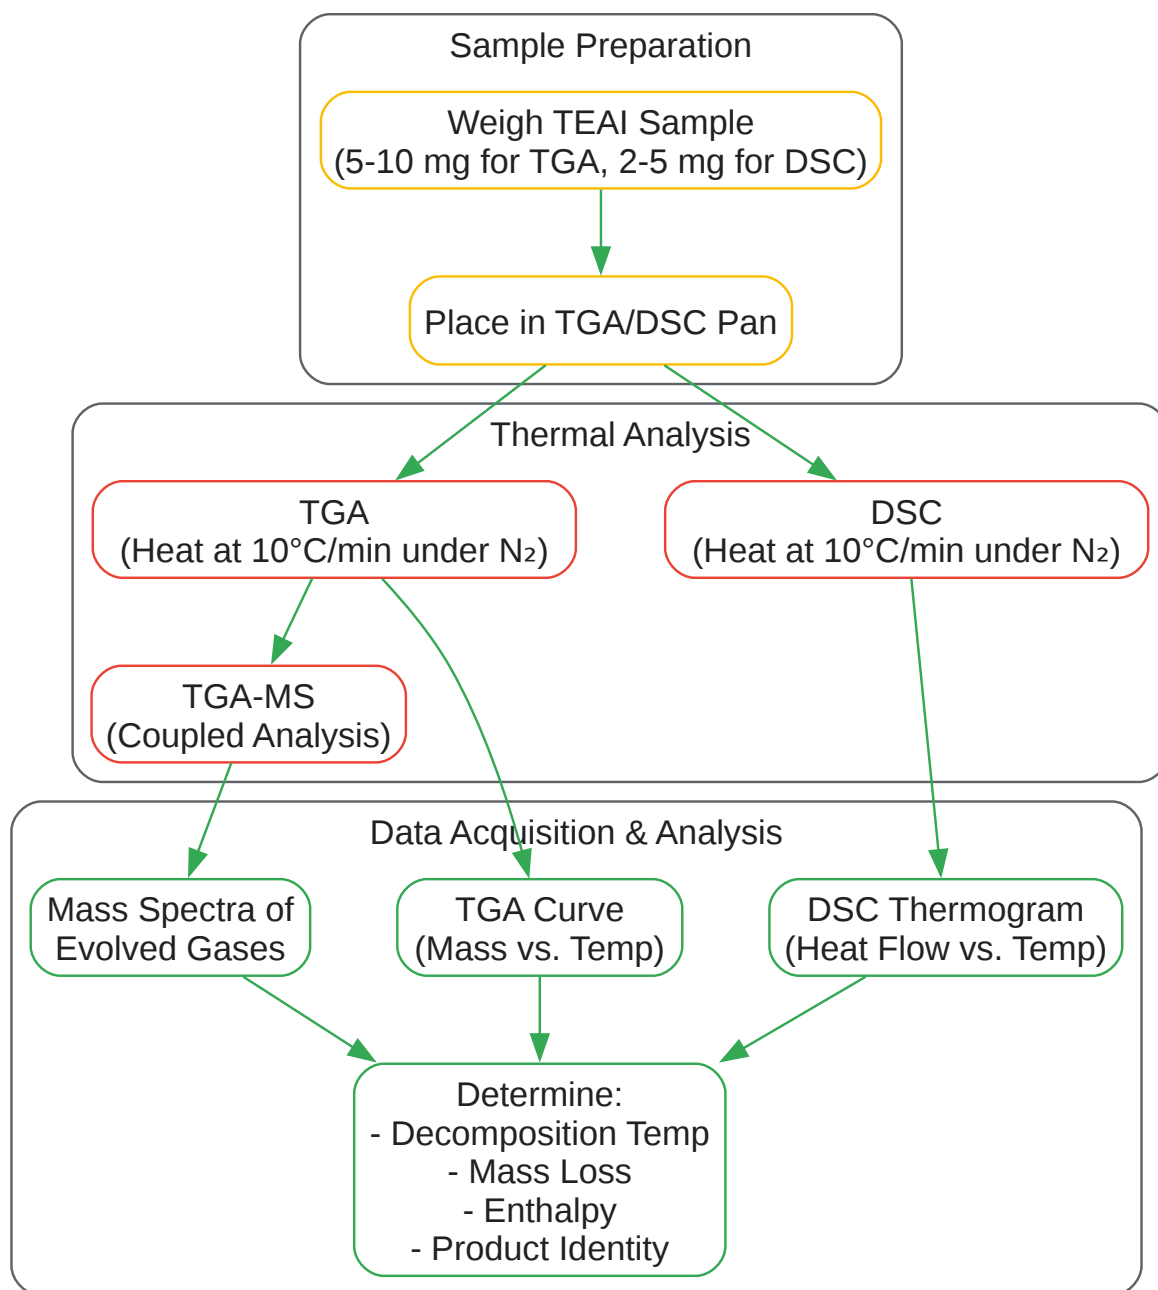 Sample Preparation
Weigh TEAI Sample
(5-10 mg for TGA, 2-5 mg for DSC)
Place in TGA/DSC Pan
Thermal Analysis
TGA
(Heat at 10°C/min under N₂)
DSC
(Heat at 10°C/min under N₂)
TGA-MS
(Coupled Analysis)
Data Acquisition & Analysis
Mass Spectra of
Evolved Gases
TGA Curve
(Mass vs. Temp)
DSC Thermogram
(Heat Flow vs. Temp)
Determine:
- Decomposition Temp
- Mass Loss
- Enthalpy
- Product Identity